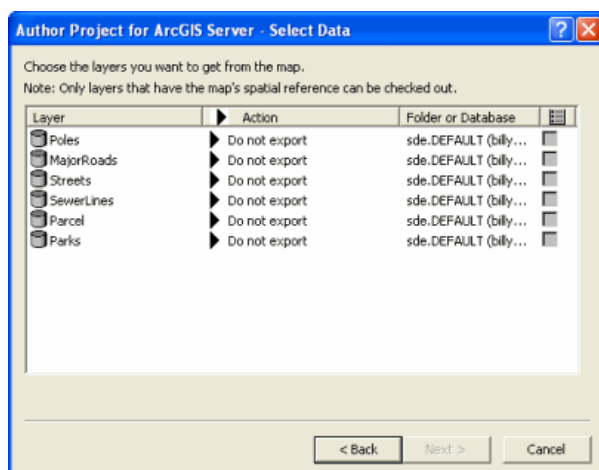 Author Project for ArcGIS Server - Select Data
Choose the layers you want to get from the map.
Note: Only layers that have the map's spatial reference can be checked out.
Layer Action Folder or Database
Poles Do not export sde.DEFAULT (billy...
MajorRoads Do not export sde.DEFAULT (billy...
Streets Do not export sde.DEFAULT (billy...
SewerLines Do not export sde.DEFAULT (billy...
Parcel Do not export sde.DEFAULT (billy...
Parks Do not export sde.DEFAULT (billy...
< Back Next > Cancel